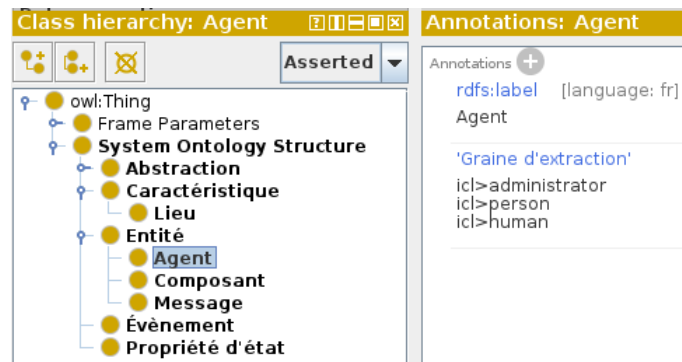 Class hierarchy: Agent
Asserted
owl:Thing
Frame Parameters
System Ontology Structure
Abstraction
Caractéristique
Lieu
Entité
Agent
Composant
Message
Évènement
Propriété d'état
Annotations: Agent
Annotations
rdfs:label [language: fr]
Agent
'Graine d'extraction'
icl>administrator
icl>person
icl>human